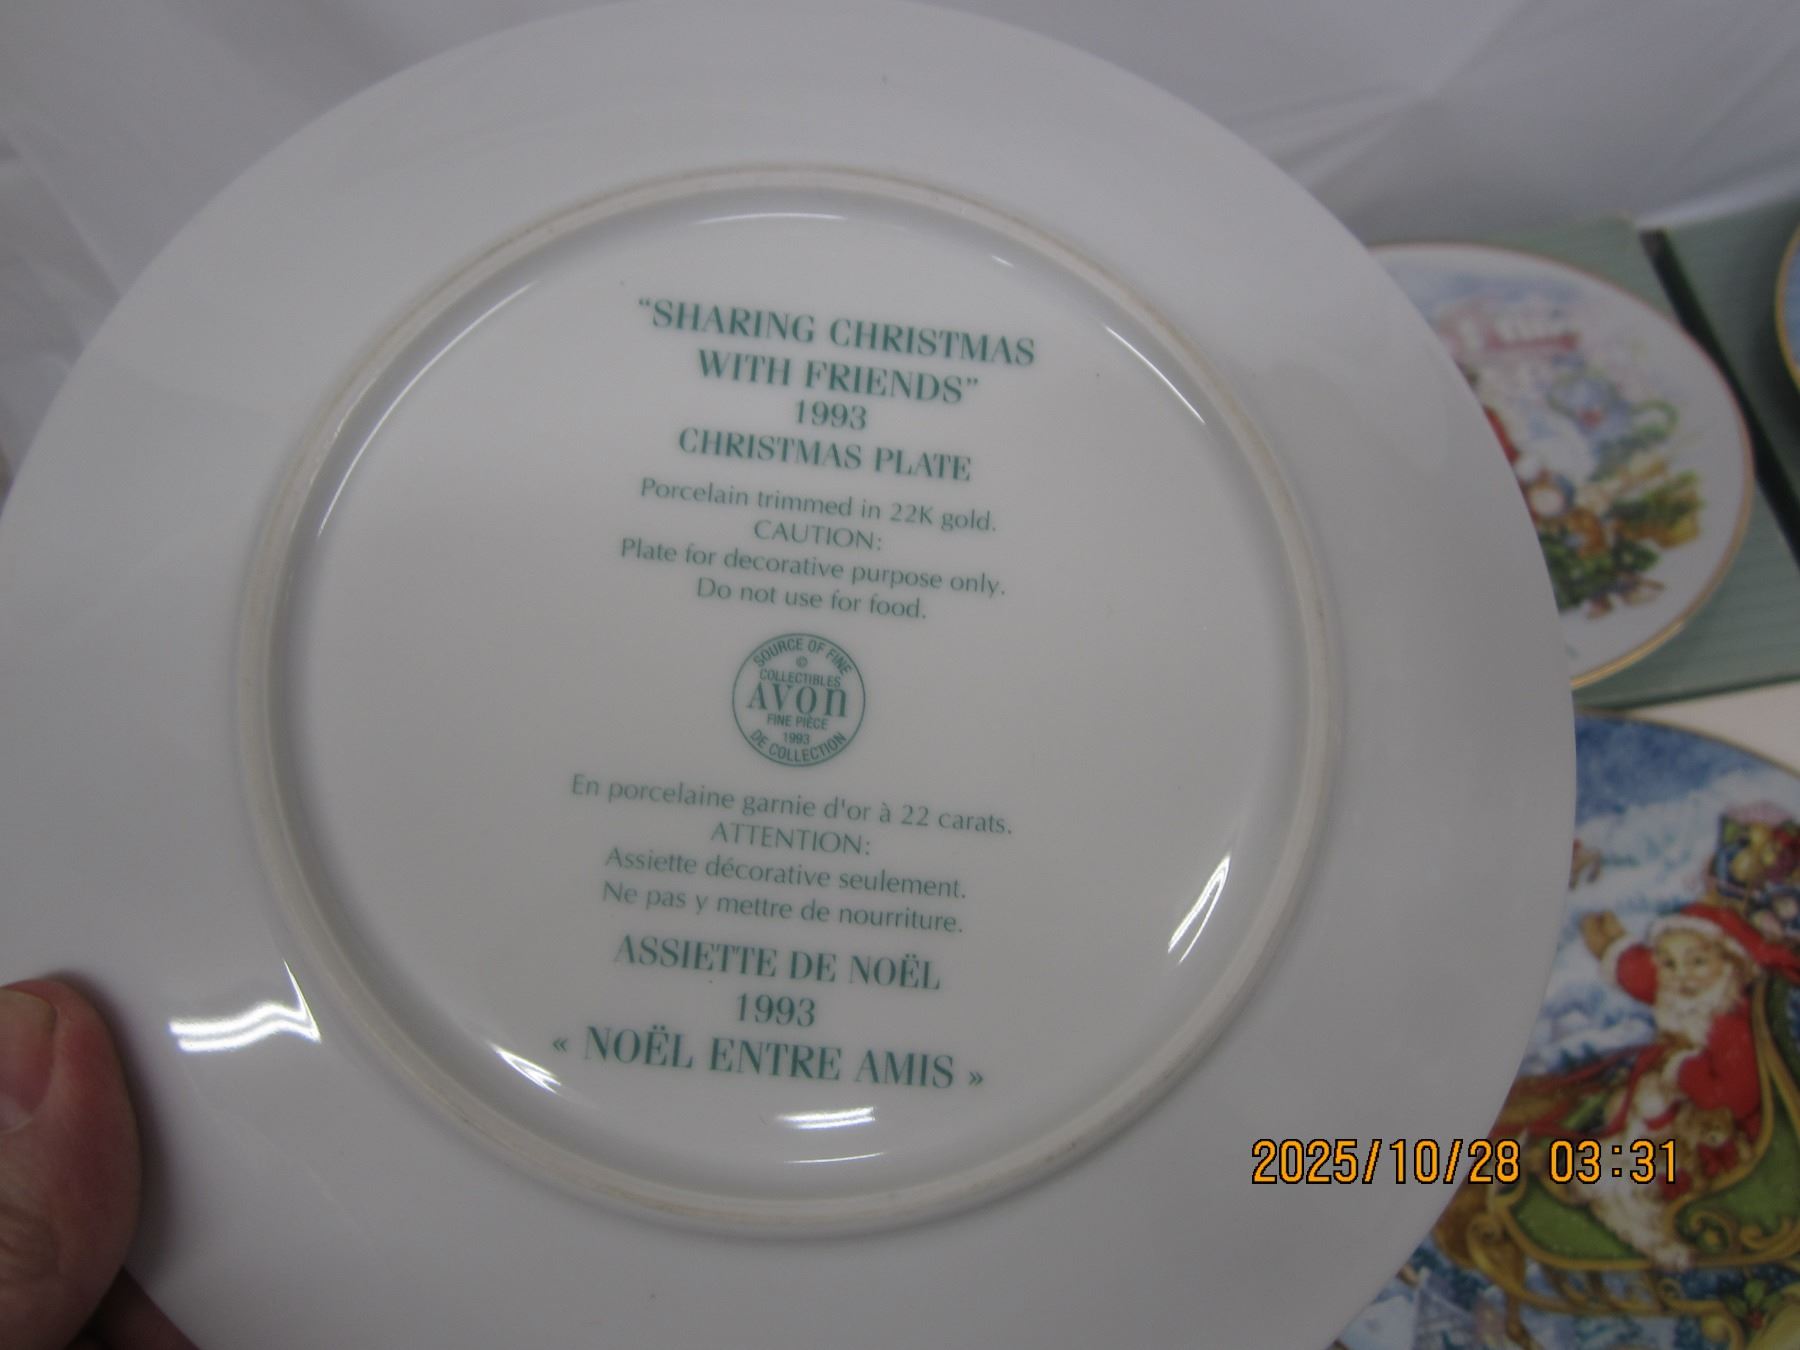 “SHARING CHRISTMAS
WITH FRIENDS”
1993
CHRISTMAS PLATE
Porcelain trimmed in 22K gold.
CAUTION:
Plate for decorative purpose only.
Do not use for food.
SOURCE OF FINE
©
COLLECTIBLES
AVON
FINE PIÈCE
1993
DE COLLECTION
En porcelaine garnie d'or à 22 carats.
ATTENTION:
Assiette décorative seulement.
Ne pas y mettre de nourriture.
ASSIETTE DE NOËL
1993
« NOËL ENTRE AMIS »
2025/10/28 03:31